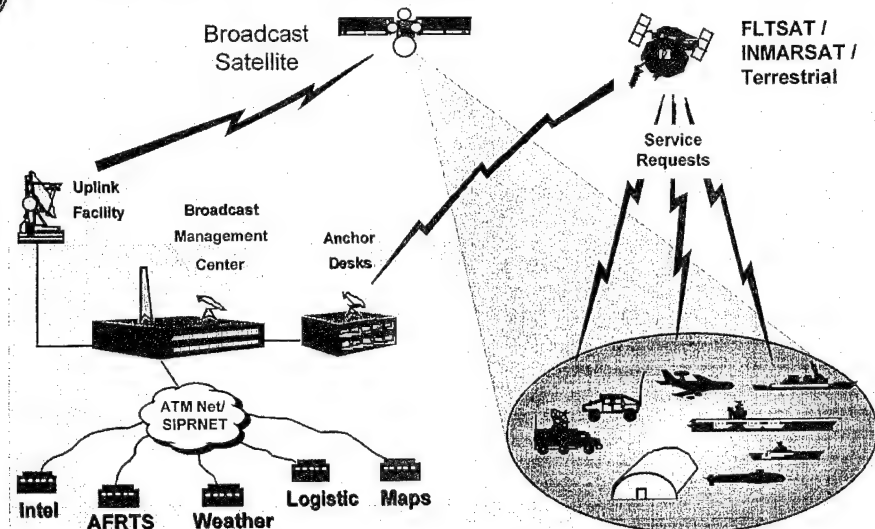 Broadcast
Satellite
FLTSAT /
INMARSAT /
Terrestrial
Service
Requests
Uplink
Facility
Broadcast
Management
Center
Anchor
Desks
ATM Net/
SIPRNET
Intel
AFRTS
Weather
Logistic
Maps